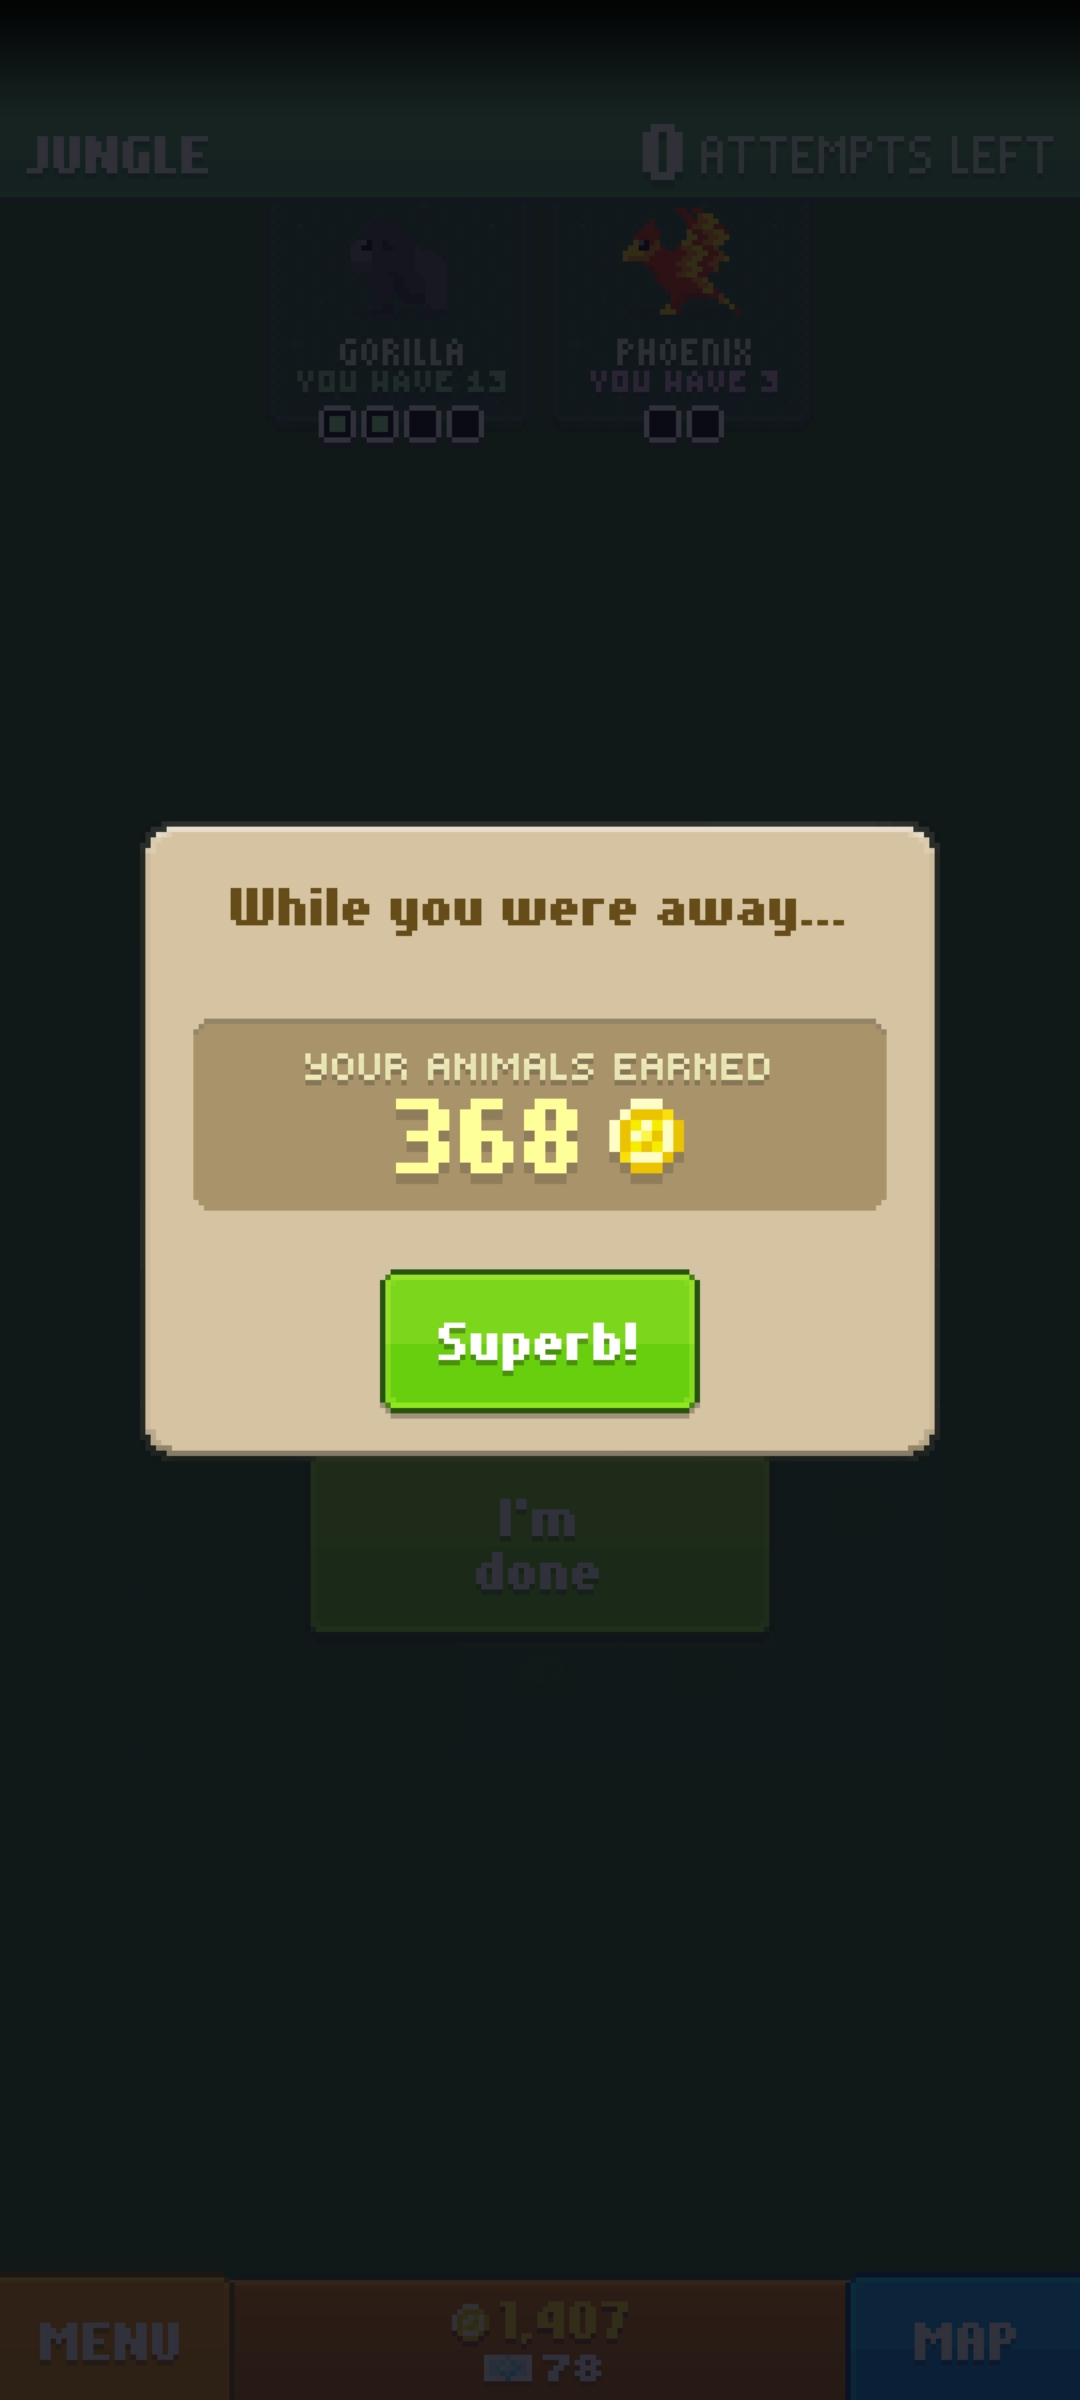 JUNGLE
0 ATTEMPTS LEFT
GORILLA
YOU HAVE 13
PHOENIX
YOU HAVE 3
While you were away...
YOUR ANIMALS EARNED
368
Superb!
I'm
done
MENU
1,407
78
MAP